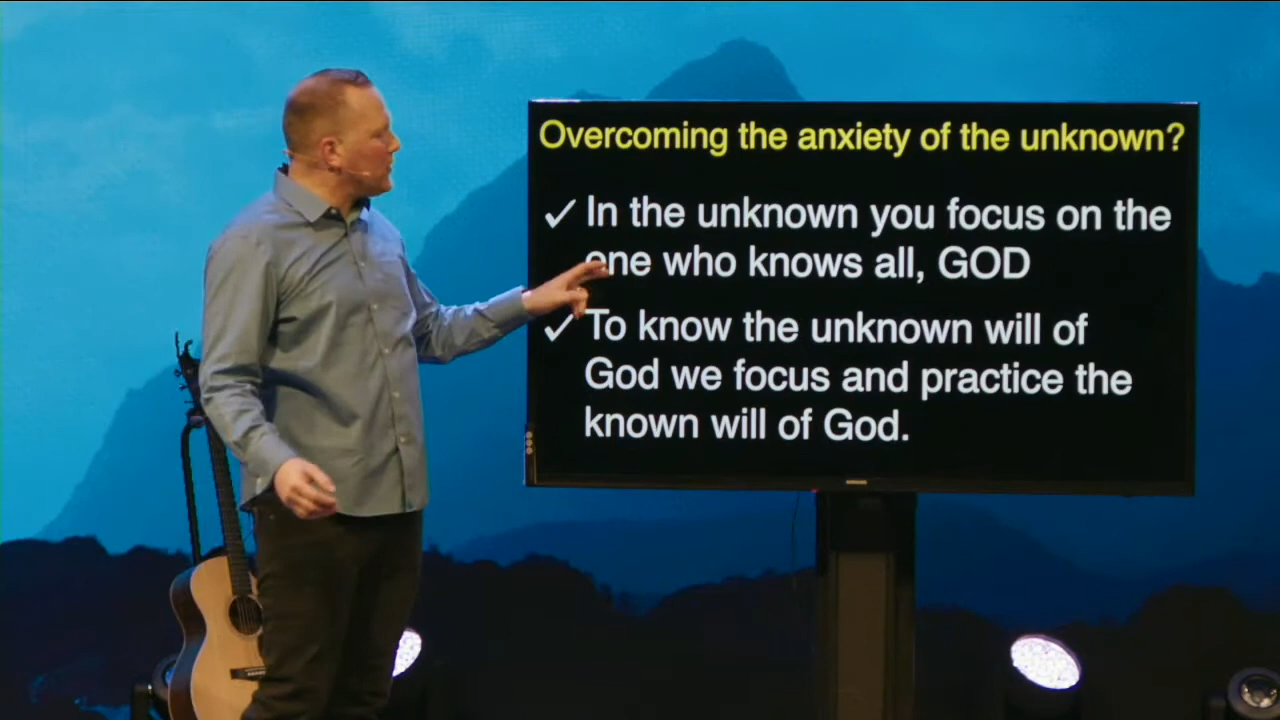 Overcoming the anxiety of the unknown?
✓ In the unknown you focus on the
one who knows all, GOD
✓ To know the unknown will of
God we focus and practice the
known will of God.